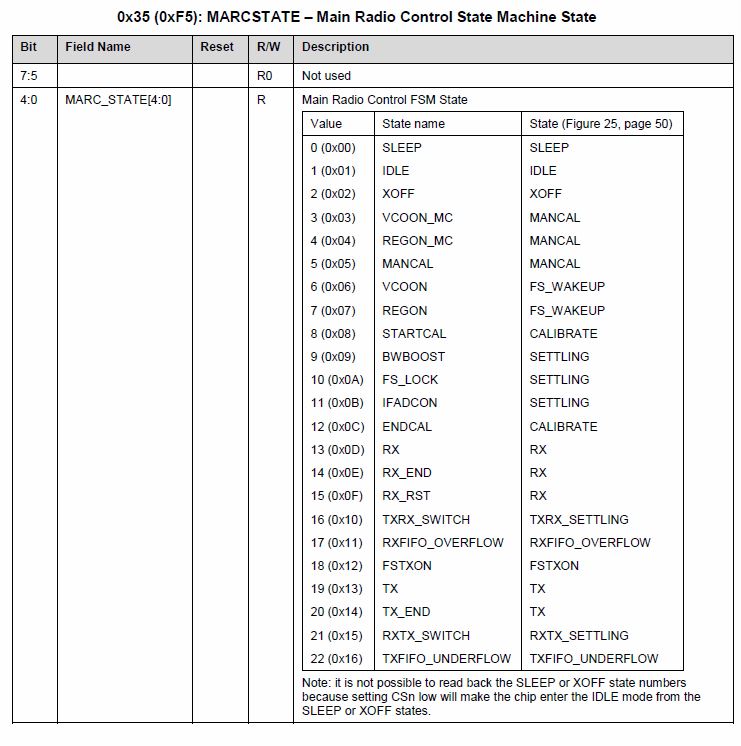 0x35 (0xF5): MARCSTATE – Main Radio Control State Machine State
Bit Field Name Reset R/W Description
7:5 R0 Not used
4:0 MARC_STATE[4:0] R Main Radio Control FSM State
Value State name State (Figure 25, page 50)
0 (0x00) SLEEP SLEEP
1 (0x01) IDLE IDLE
2 (0x02) XOFF XOFF
3 (0x03) VCOON_MC MANCAL
4 (0x04) REGON_MC MANCAL
5 (0x05) MANCAL MANCAL
6 (0x06) VCOON FS_WAKEUP
7 (0x07) REGON FS_WAKEUP
8 (0x08) STARTCAL CALIBRATE
9 (0x09) BWBOOST SETTLING
10 (0x0A) FS_LOCK SETTLING
11 (0x0B) IFADCON SETTLING
12 (0x0C) ENDCAL CALIBRATE
13 (0x0D) RX RX
14 (0x0E) RX_END RX
15 (0x0F) RX_RST RX
16 (0x10) TXRX_SWITCH TXRX_SETTLING
17 (0x11) RXFIFO_OVERFLOW RXFIFO_OVERFLOW
18 (0x12) FSTXON FSTXON
19 (0x13) TX TX
20 (0x14) TX_END TX
21 (0x15) RXTX_SWITCH RXTX_SETTLING
22 (0x16) TXFIFO_UNDERFLOW TXFIFO_UNDERFLOW
Note: it is not possible to read back the SLEEP or XOFF state numbers
because setting CSn low will make the chip enter the IDLE mode from the
SLEEP or XOFF states.